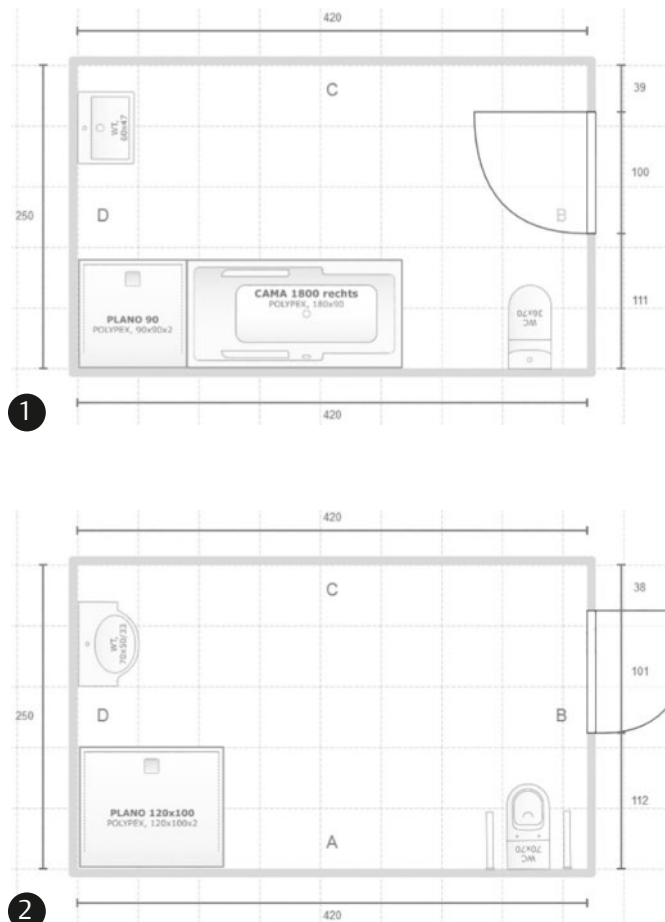 420
C
39
WT,
60x47
100
250
D
B
CAMA 1800 rechts
POLYPEX, 180x90
PLANO 90
POLYPEX, 90x90x2
WC
36x70
111
1
420
420
C
38
WT,
70x50/33
101
250
D
B
PLANO 120x100
POLYPEX, 120x100x2
A
WC
70x70
112
2
420